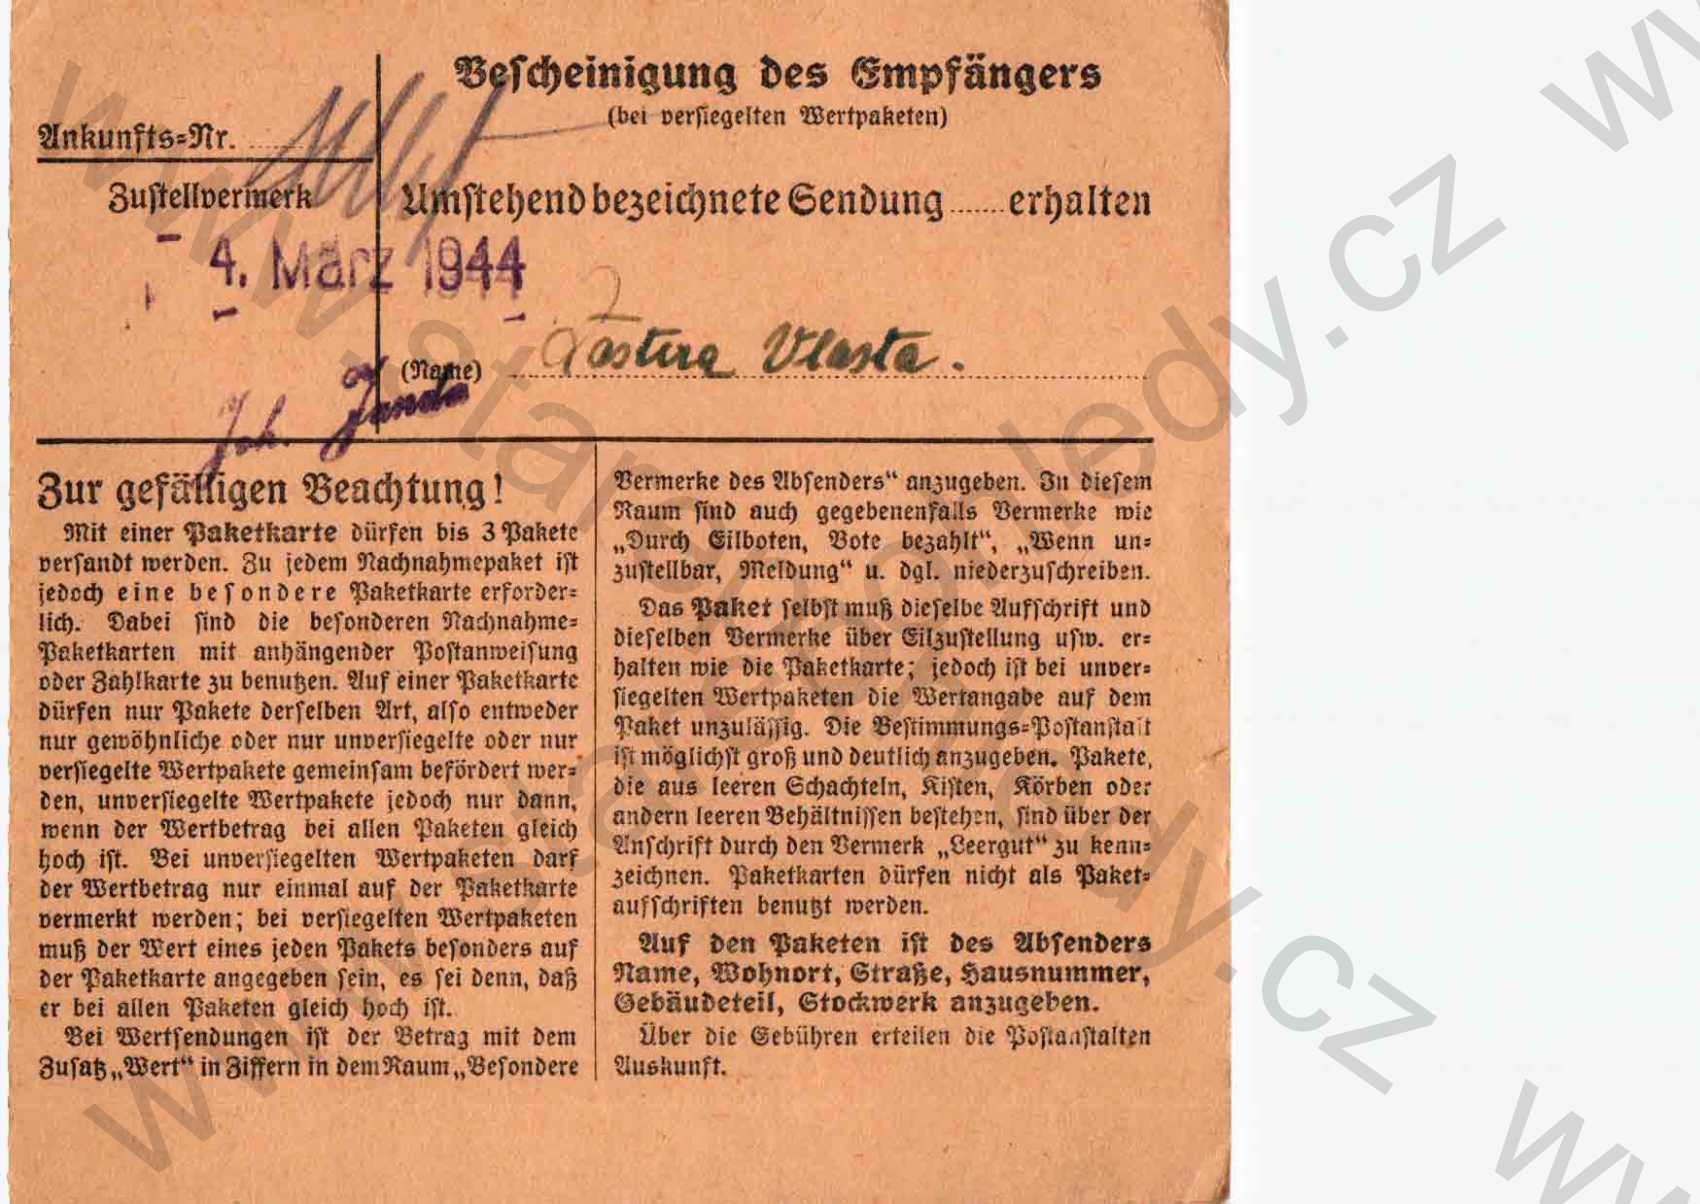 Bescheinigung des Empfängers
(bei versiegelten Wertpaketen)
Ankunfts=Nr. ......
Zustellvermerk
Umstehend bezeichnete Sendung ...... erhalten
4. März 1944
(Name) Vlasta.
Joh. Janda
Zur gefälligen Beachtung!
Mit einer Paketkarte dürfen bis 3 Pakete
versandt werden. Zu jedem Nachnahmepaket ist
jedoch eine besondere Paketkarte erforder=
lich. Dabei sind die besonderen Nachnahme=
Paketkarten mit anhängender Postanweisung
oder Zahlkarte zu benutzen. Auf einer Paketkarte
dürfen nur Pakete derselben Art, also entweder
nur gewöhnliche oder nur unversiegelte oder nur
versiegelte Wertpakete gemeinsam befördert wer=
den, unversiegelte Wertpakete jedoch nur dann,
wenn der Wertbetrag bei allen Paketen gleich
hoch ist. Bei unversiegelten Wertpaketen darf
der Wertbetrag nur einmal auf der Paketkarte
vermerkt werden; bei versiegelten Wertpaketen
muß der Wert eines jeden Pakets besonders auf
der Paketkarte angegeben sein, es sei denn, daß
er bei allen Paketen gleich hoch ist.
Bei Wertsendungen ist der Betrag mit dem
Zusatz „Wert“ in Ziffern in dem Raum „Besondere
Vermerke des Absenders“ anzugeben. In diesem
Raum sind auch gegebenenfalls Vermerke wie
„Durch Eilboten, Bote bezahlt“, „Wenn un=
zustellbar, Meldung“ u. dgl. niederzuschreiben.
Das Paket selbst muß dieselbe Aufschrift und
dieselben Vermerke über Eilzustellung usw. er=
halten wie die Paketkarte; jedoch ist bei unver=
siegelten Wertpaketen die Wertangabe auf dem
Paket unzulässig. Die Bestimmungs=Postanstalt
ist möglichst groß und deutlich anzugeben. Pakete,
die aus leeren Schachteln, Kisten, Körben oder
andern leeren Behältnissen bestehen, sind über der
Anschrift durch den Vermerk „Leergut“ zu kenn=
zeichnen. Paketkarten dürfen nicht als Paket=
aufschriften benutzt werden.
Auf den Paketen ist des Absenders
Name, Wohnort, Straße, Hausnummer,
Gebäudeteil, Stockwerk anzugeben.
Über die Gebühren erteilen die Postanstalten
Auskunft.
www.starepohledy.cz
www.starepohledy.cz